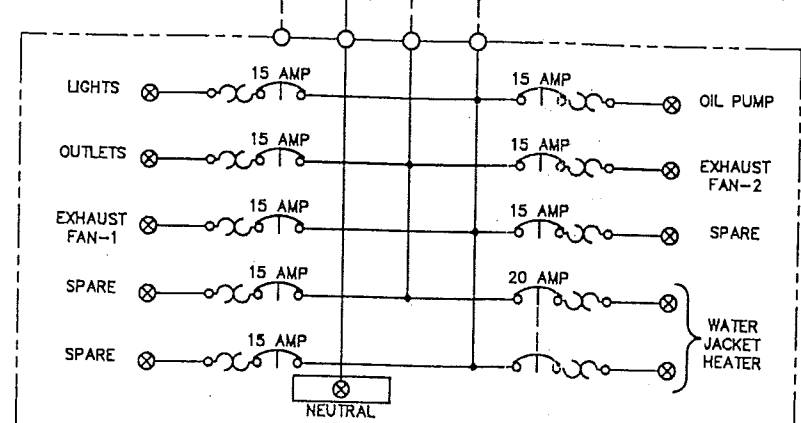 15 AMP
15 AMP
LIGHTS
OIL PUMP
15 AMP
15 AMP
OUTLETS
EXHAUST
FAN-2
15 AMP
15 AMP
EXHAUST
FAN-1
SPARE
15 AMP
20 AMP
SPARE
WATER
JACKET
HEATER
15 AMP
SPARE
NEUTRAL